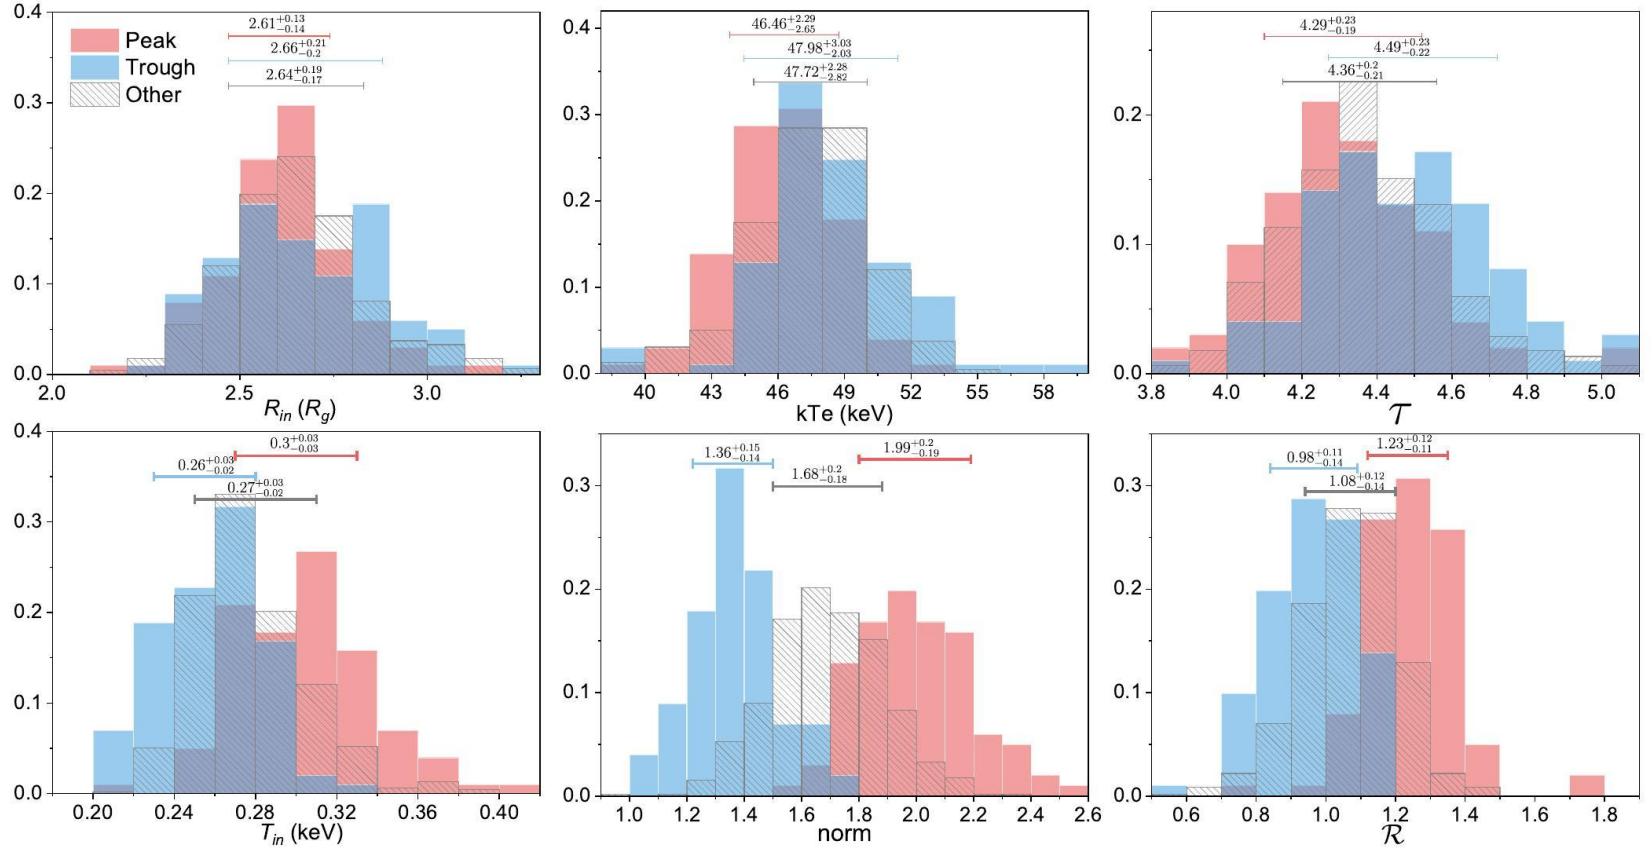 0.4
0.3
0.2
0.1
0.0
Peak
Trough
Other
2.61+0.13−0.14
2.66+0.21−0.2
2.64+0.19−0.17
2.0 2.5 3.0
Rin (Rg)
0.4
0.3
0.2
0.1
0.0
46.46+2.29−2.65
47.98+3.03−2.03
47.72+2.28−2.82
40 43 46 49 52 55 58
kTe (keV)
0.2
0.1
0.0
4.29+0.23−0.19
4.49+0.23−0.22
4.36+0.2−0.21
3.8 4.0 4.2 4.4 4.6 4.8 5.0
𝒯
0.4
0.3
0.2
0.1
0.0
0.3+0.03−0.03
0.26+0.03−0.02
0.27+0.03−0.02
0.20 0.24 0.28 0.32 0.36 0.40
Tin (keV)
0.3
0.2
0.1
0.0
1.36+0.15−0.14
1.99+0.2−0.19
1.68+0.2−0.18
1.0 1.2 1.4 1.6 1.8 2.0 2.2 2.4 2.6
norm
0.3
0.2
0.1
0.0
1.23+0.12−0.11
0.98+0.11−0.14
1.08+0.12−0.14
0.6 0.8 1.0 1.2 1.4 1.6 1.8
ℛ